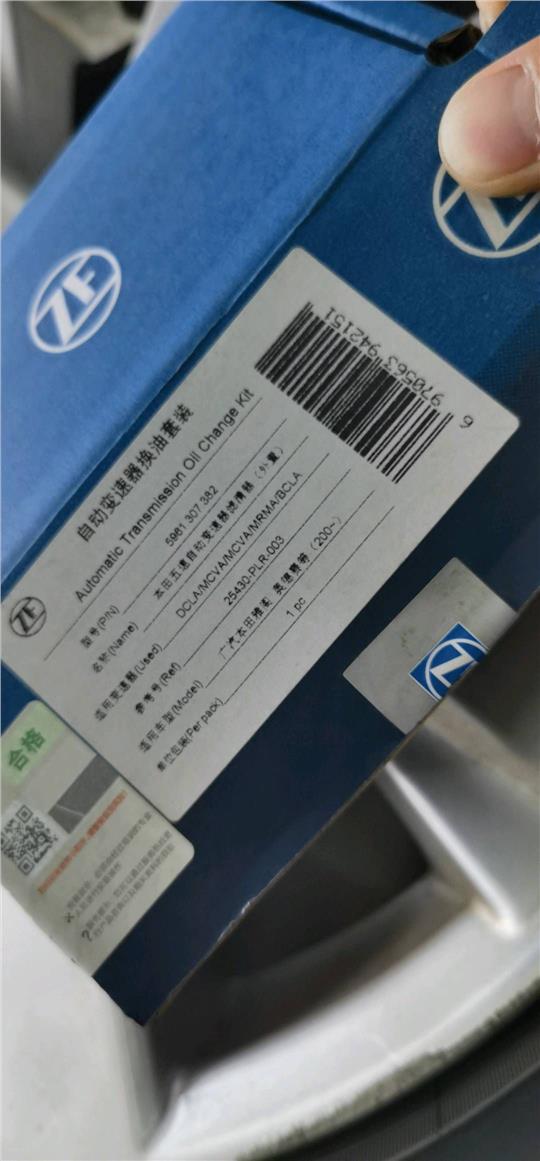 ZF
自动变速器换油套装
Automatic Transmission Oil Change Kit
ZF
型号(P/N) 5961.307.382
名称(Name) 本田五速自动变速器滤清器（外置）
适用变速器(Used) DCLA/MCVA/MCVA/MRMA/BCLA
参考号(Ref) 25430-PLR-003
适用车型(Model) 广汽本田雅阁 奥德赛等（200~）
单位包装(Per pack) 1 pc
6 970563 942151
合格